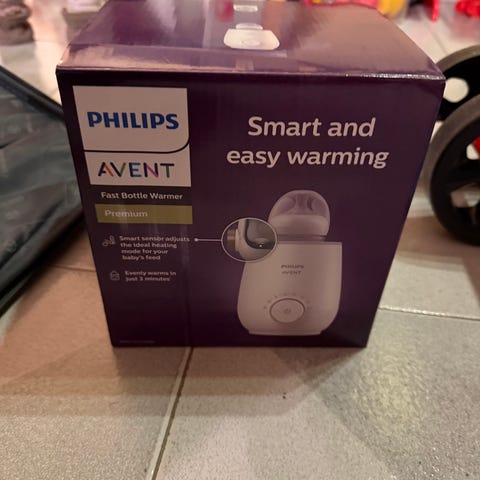 PHILIPS
AVENT
Fast Bottle Warmer
Premium
Smart sensor adjusts
the ideal heating
mode for your
baby's feed
Evenly warms in
just 3 minutes
Smart and
easy warming
PHILIPS
AVENT